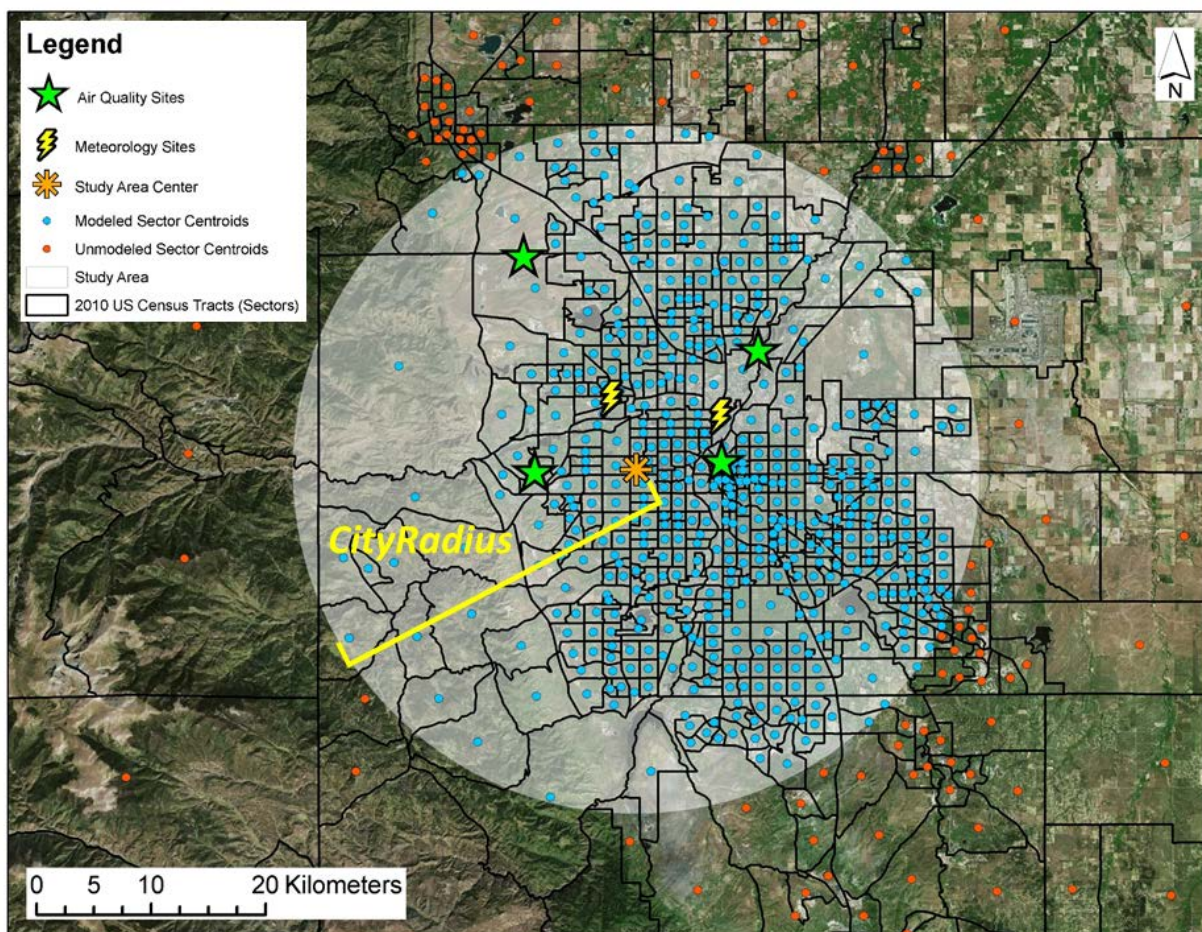 Legend
Air Quality Sites
Meteorology Sites
Study Area Center
Modeled Sector Centroids
Unmodeled Sector Centroids
Study Area
2010 US Census Tracts (Sectors)
N
CityRadius
0 5 10 20 Kilometers